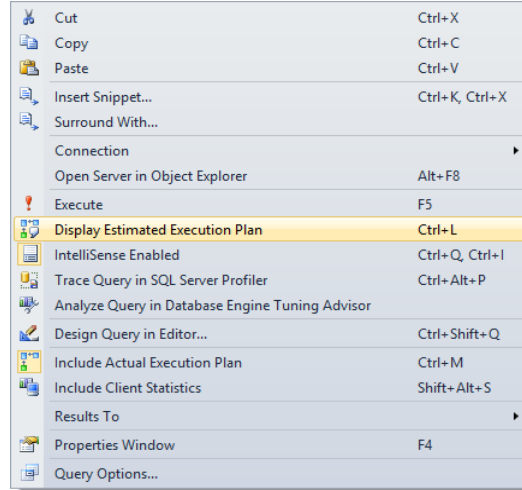 Cut Ctrl+X
Copy Ctrl+C
Paste Ctrl+V
Insert Snippet... Ctrl+K, Ctrl+X
Surround With...
Connection
Open Server in Object Explorer Alt+F8
Execute F5
Display Estimated Execution Plan Ctrl+L
IntelliSense Enabled Ctrl+Q, Ctrl+I
Trace Query in SQL Server Profiler Ctrl+Alt+P
Analyze Query in Database Engine Tuning Advisor
Design Query in Editor... Ctrl+Shift+Q
Include Actual Execution Plan Ctrl+M
Include Client Statistics Shift+Alt+S
Results To
Properties Window F4
Query Options...